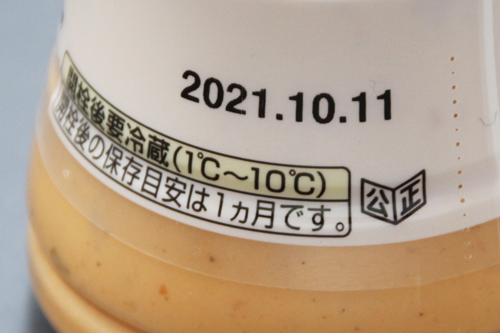 2021.10.11
開栓後要冷蔵(1℃〜10℃)
開栓後の保存目安は1ヵ月です。
公正